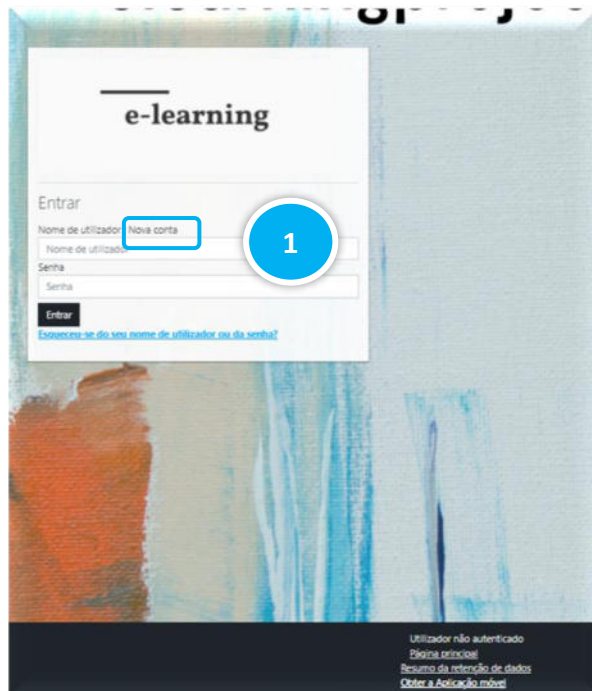 e-learning
Entrar
Nome de utilizador Nova conta
1
Nome de utilizador
Senha
Senha
Entrar
Esqueceu-se do seu nome de utilizador ou da senha?
Utilizador não autenticado
Página principal
Resumo da retenção de dados
Obter a Aplicação móvel